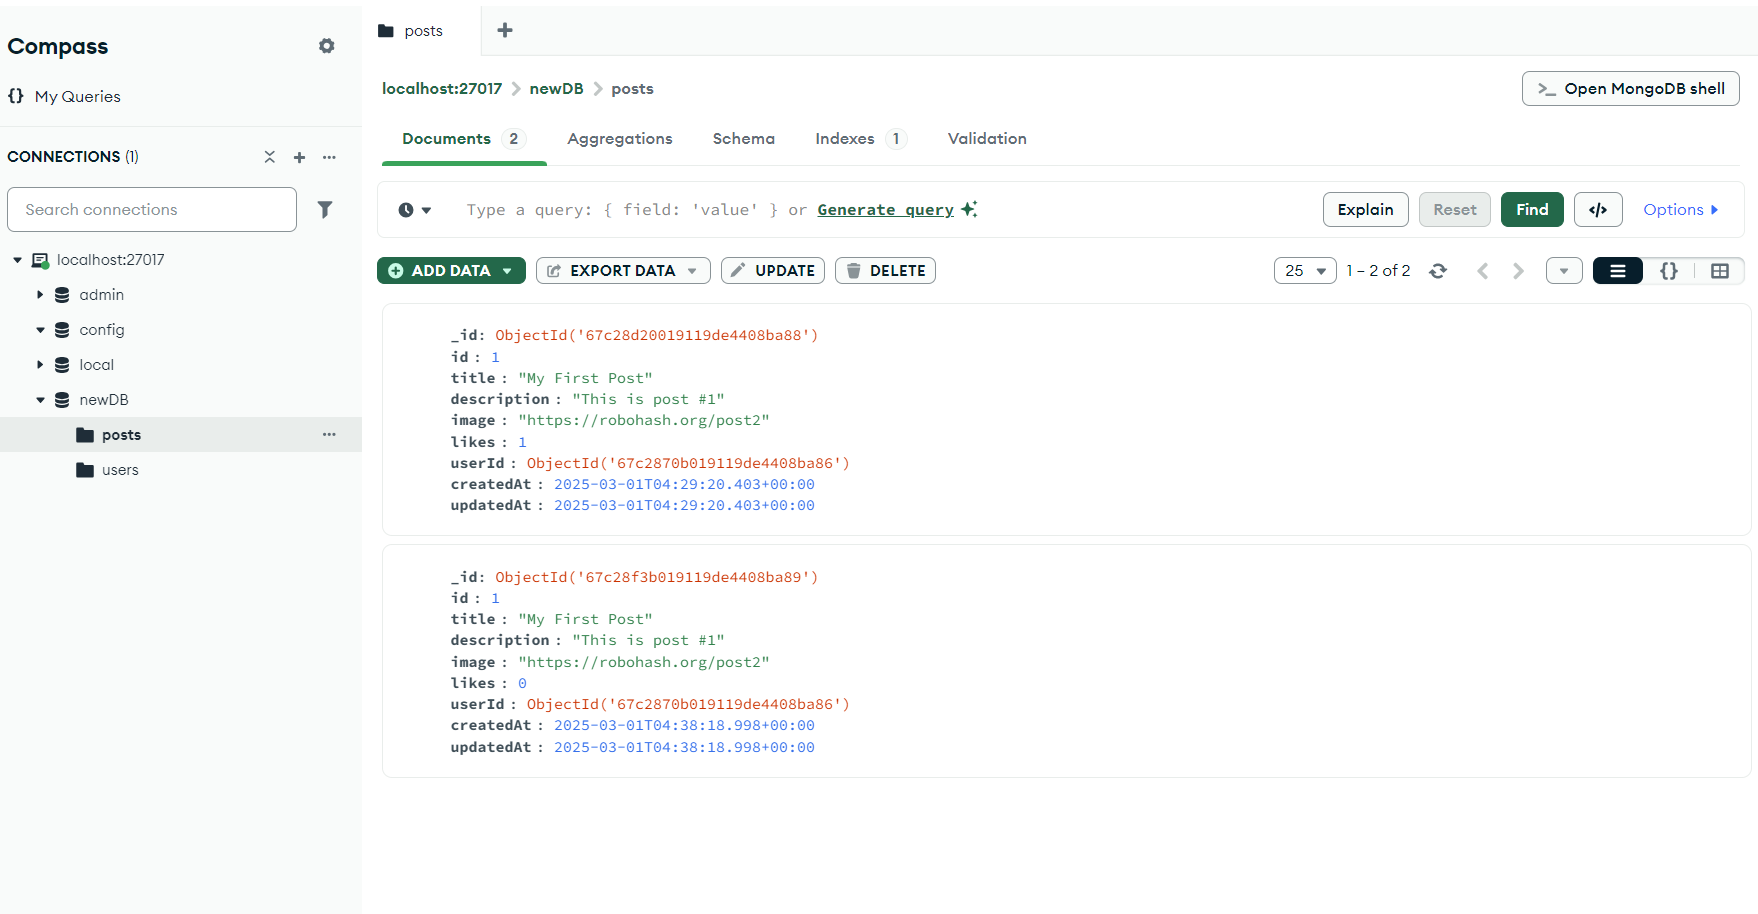 Compass
My Queries
CONNECTIONS (1)
Search connections
localhost:27017
admin
config
local
newDB
posts
users
posts
localhost:27017 > newDB > posts
>_ Open MongoDB shell
Documents 2 Aggregations Schema Indexes 1 Validation
Type a query: { field: 'value' } or Generate query
Explain Reset Find </> Options
ADD DATA EXPORT DATA UPDATE DELETE
25 1 – 2 of 2 {}
_id: ObjectId('67c28d20019119de4408ba88')
id : 1
title : "My First Post"
description : "This is post #1"
image : "https://robohash.org/post2"
likes : 1
userId : ObjectId('67c2870b019119de4408ba86')
createdAt : 2025-03-01T04:29:20.403+00:00
updatedAt : 2025-03-01T04:29:20.403+00:00
_id: ObjectId('67c28f3b019119de4408ba89')
id : 1
title : "My First Post"
description : "This is post #1"
image : "https://robohash.org/post2"
likes : 0
userId : ObjectId('67c2870b019119de4408ba86')
createdAt : 2025-03-01T04:38:18.998+00:00
updatedAt : 2025-03-01T04:38:18.998+00:00